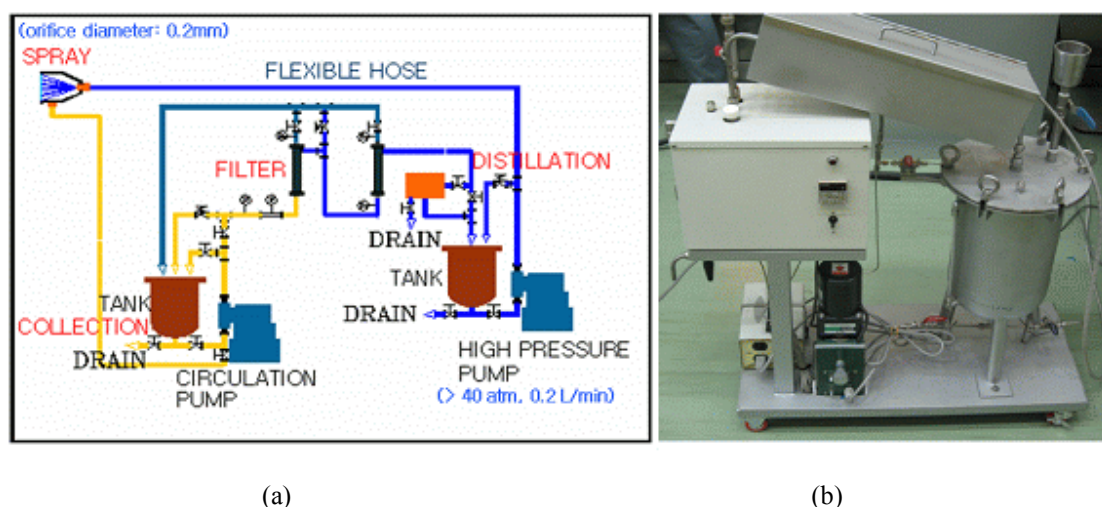 (orifice diameter: 0.2mm)
SPRAY
FLEXIBLE HOSE
FILTER
DISTILLATION
DRAIN
TANK
TANK
DRAIN
COLLECTION
DRAIN
CIRCULATION
PUMP
HIGH PRESSURE
PUMP
(> 40 atm, 0.2 L/min)
(a)
(b)